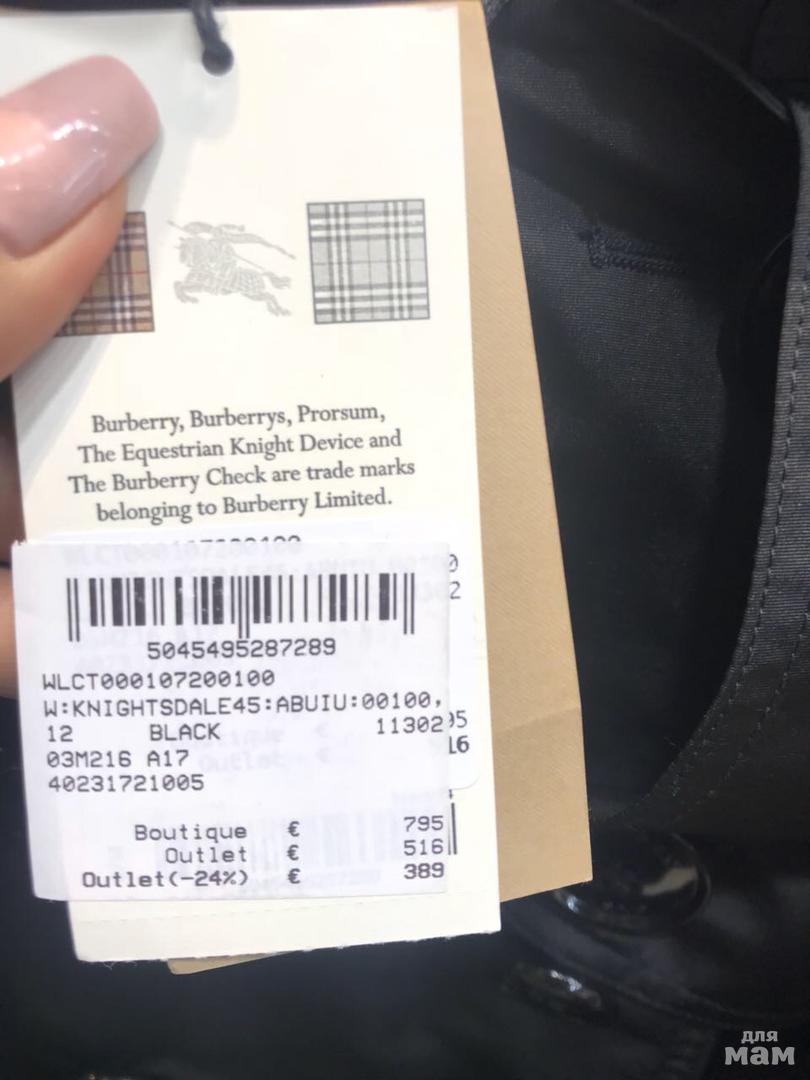 Burberry, Burberrys, Prorsum,
The Equestrian Knight Device and
The Burberry Check are trade marks
belonging to Burberry Limited.
5045495287289
WLCT000107200100
W:KNIGHTSDALE45:ABUIU:00100,
12 BLACK 11302
03M216 A17
40231721005
Boutique € 795
Outlet € 516
Outlet(-24%) € 389
для
мам